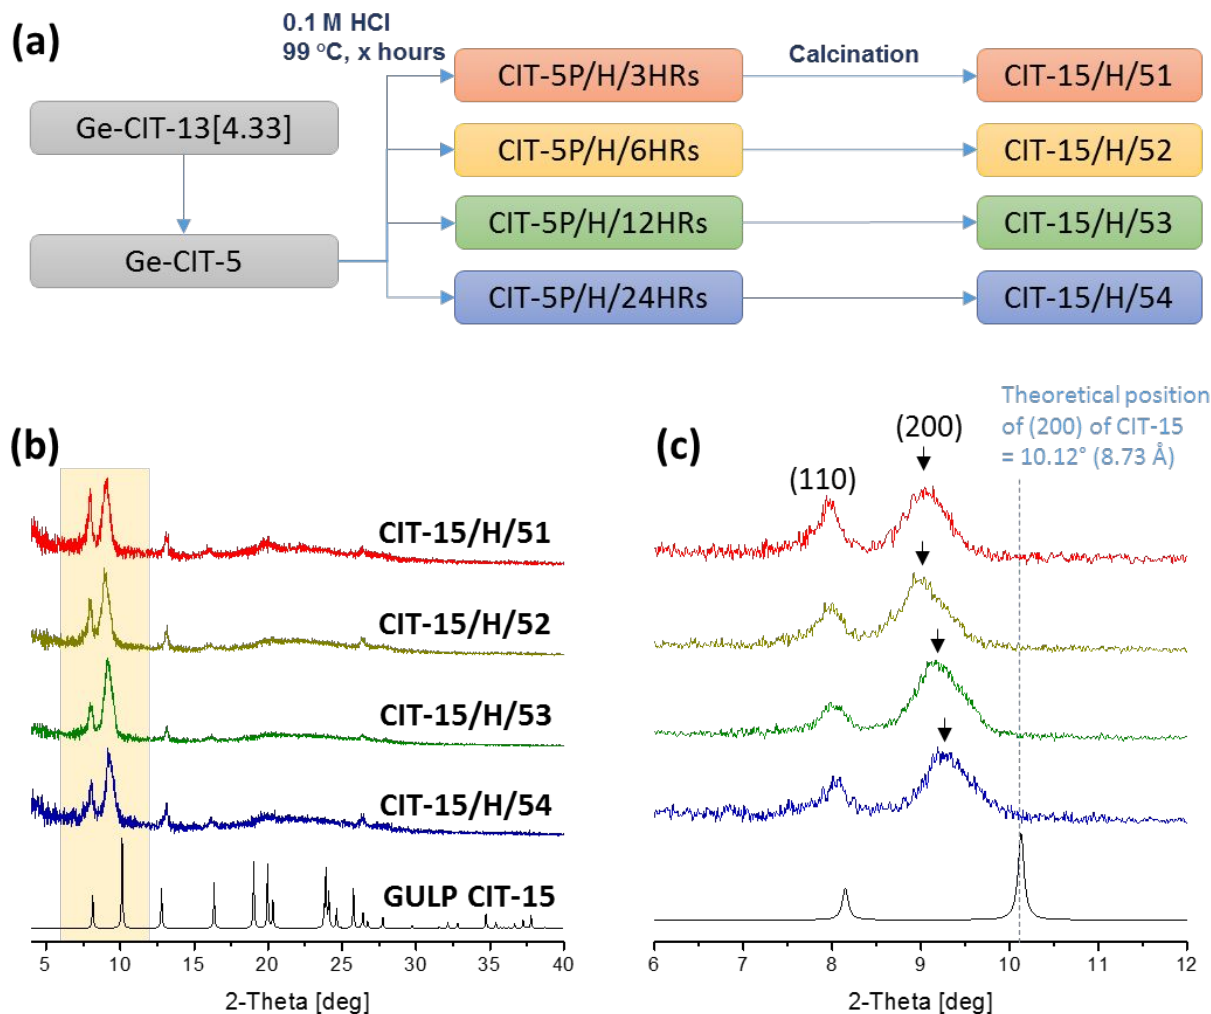 (a)
0.1 M HCl
99 °C, x hours
Calcination
Ge-CIT-13[4.33]
Ge-CIT-5
CIT-5P/H/3HRs
CIT-15/H/51
CIT-5P/H/6HRs
CIT-15/H/52
CIT-5P/H/12HRs
CIT-15/H/53
CIT-5P/H/24HRs
CIT-15/H/54
(b)
CIT-15/H/51
CIT-15/H/52
CIT-15/H/53
CIT-15/H/54
GULP CIT-15
5 10 15 20 25 30 35 40
2-Theta [deg]
(c)
Theoretical position
of (200) of CIT-15
= 10.12° (8.73 Å)
(200)
(110)
6 7 8 9 10 11 12
2-Theta [deg]